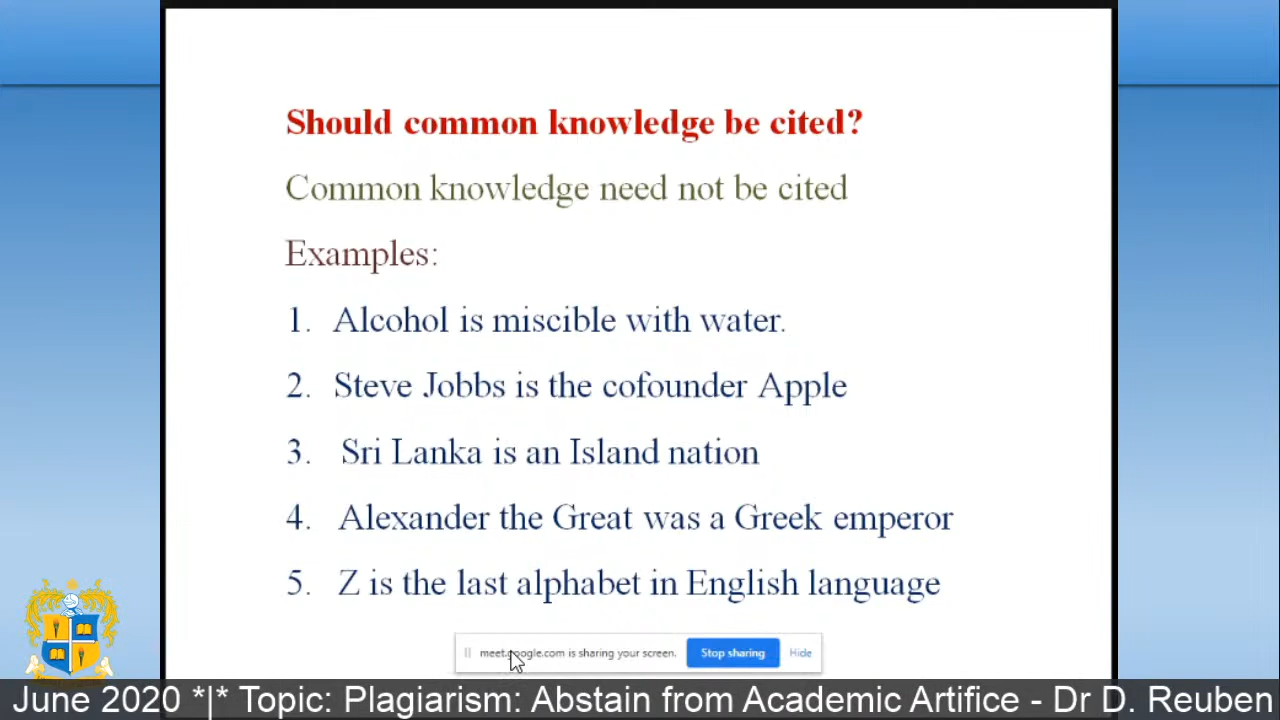 Should common knowledge be cited?
Common knowledge need not be cited
Examples:
1. Alcohol is miscible with water.
2. Steve Jobbs is the cofounder Apple
3. Sri Lanka is an Island nation
4. Alexander the Great was a Greek emperor
5. Z is the last alphabet in English language
meet.google.com is sharing your screen. Stop sharing Hide
June 2020 *|* Topic: Plagiarism: Abstain from Academic Artifice - Dr D. Reuben